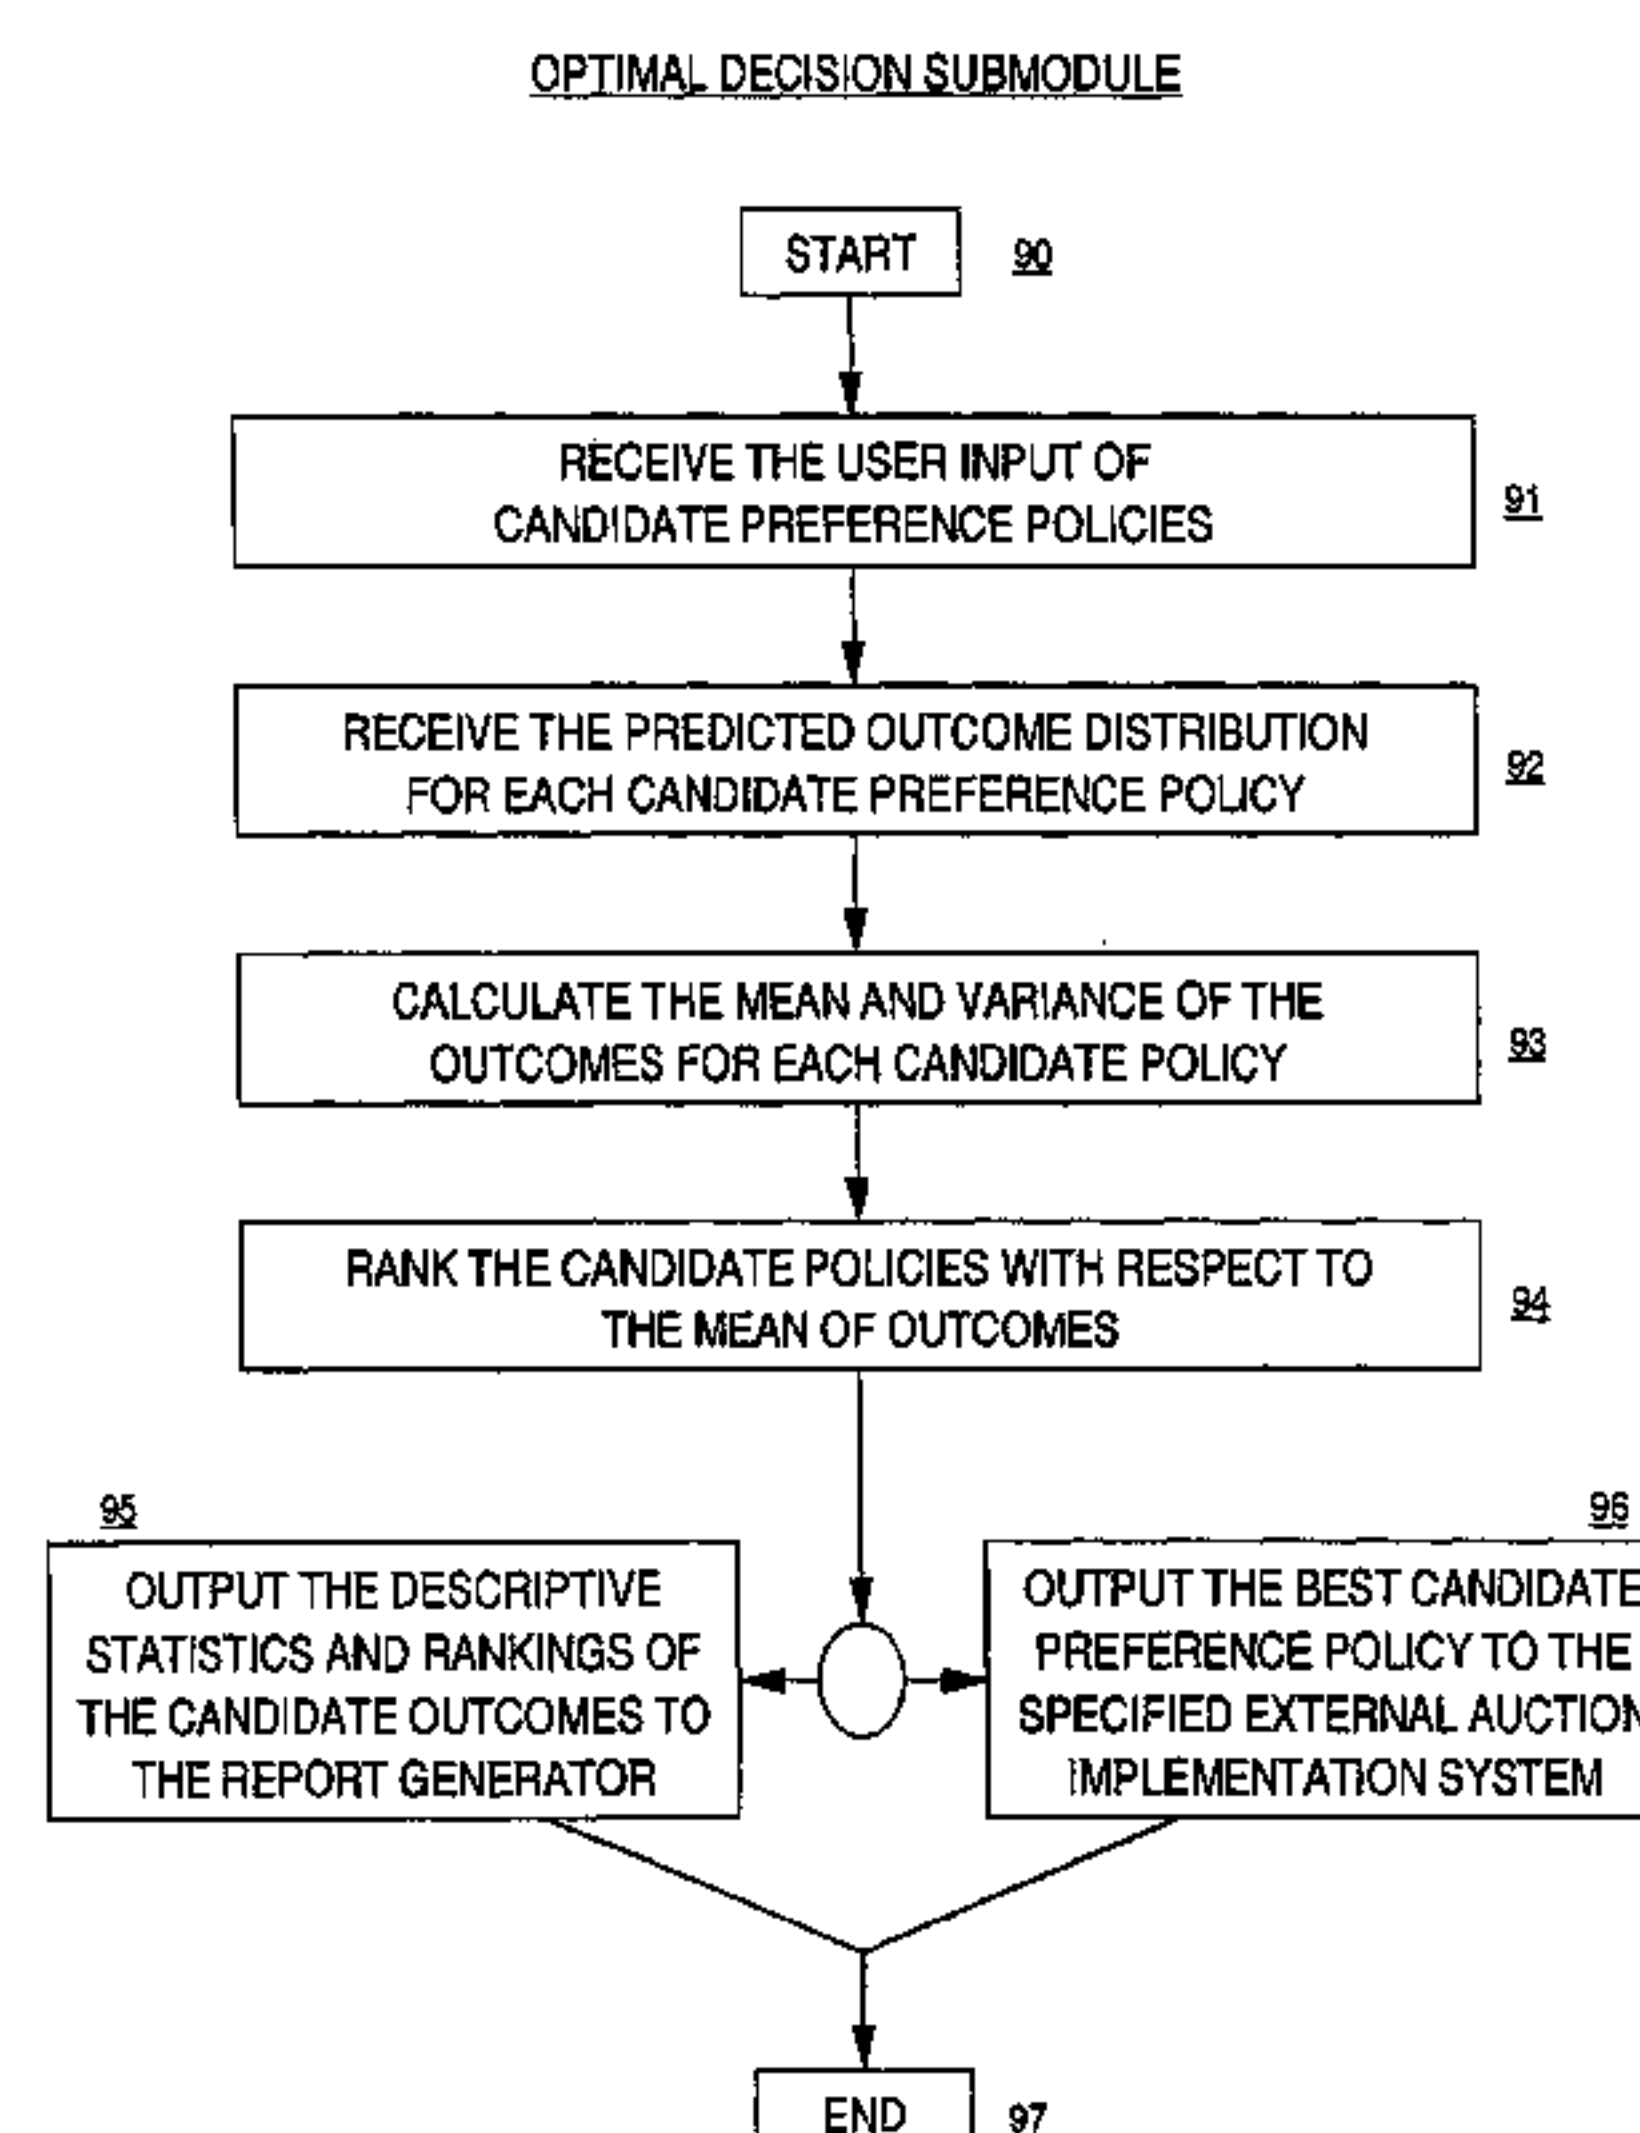 OPTIMAL DECISION SUBMODULE
START
90
RECEIVE THE USER INPUT OF
CANDIDATE PREFERENCE POLICIES
91
RECEIVE THE PREDICTED OUTCOME DISTRIBUTION
FOR EACH CANDIDATE PREFERENCE POLICY
92
CALCULATE THE MEAN AND VARIANCE OF THE
OUTCOMES FOR EACH CANDIDATE POLICY
93
RANK THE CANDIDATE POLICIES WITH RESPECT TO
THE MEAN OF OUTCOMES
94
95
OUTPUT THE DESCRIPTIVE
STATISTICS AND RANKINGS OF
THE CANDIDATE OUTCOMES TO
THE REPORT GENERATOR
96
OUTPUT THE BEST CANDIDATE
PREFERENCE POLICY TO THE
SPECIFIED EXTERNAL AUCTION
IMPLEMENTATION SYSTEM
END
97